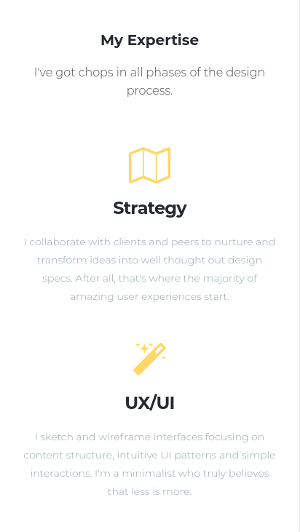 My Expertise
I've got chops in all phases of the design
process.
Strategy
I collaborate with clients and peers to nurture and
transform ideas into well thought out design
specs. After all, that's where the majority of
amazing user experiences start.
UX/UI
I sketch and wireframe interfaces focusing on
content structure, intuitive UI patterns and simple
interactions. I'm a minimalist who truly believes
that less is more.